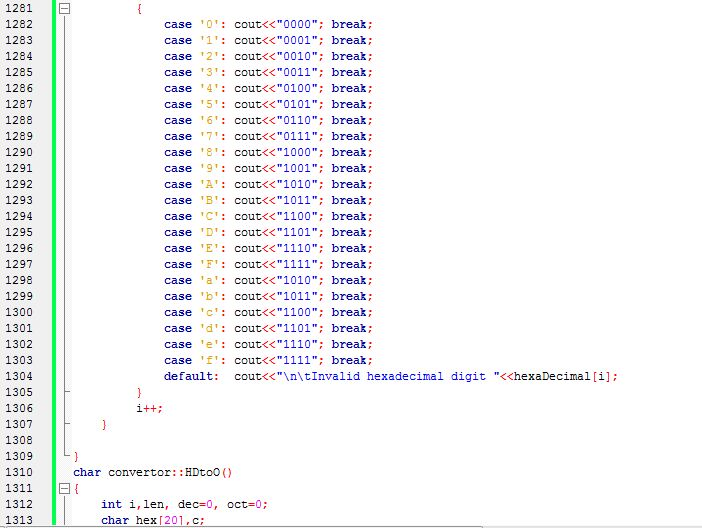 1281 {
1282 case '0': cout<<"0000"; break;
1283 case '1': cout<<"0001"; break;
1284 case '2': cout<<"0010"; break;
1285 case '3': cout<<"0011"; break;
1286 case '4': cout<<"0100"; break;
1287 case '5': cout<<"0101"; break;
1288 case '6': cout<<"0110"; break;
1289 case '7': cout<<"0111"; break;
1290 case '8': cout<<"1000"; break;
1291 case '9': cout<<"1001"; break;
1292 case 'A': cout<<"1010"; break;
1293 case 'B': cout<<"1011"; break;
1294 case 'C': cout<<"1100"; break;
1295 case 'D': cout<<"1101"; break;
1296 case 'E': cout<<"1110"; break;
1297 case 'F': cout<<"1111"; break;
1298 case 'a': cout<<"1010"; break;
1299 case 'b': cout<<"1011"; break;
1300 case 'c': cout<<"1100"; break;
1301 case 'd': cout<<"1101"; break;
1302 case 'e': cout<<"1110"; break;
1303 case 'f': cout<<"1111"; break;
1304 default: cout<<"\n\tInvalid hexadecimal digit "<<hexaDecimal[i];
1305 }
1306 i++;
1307 }
1308
1309 }
1310 char convertor::HDtoO()
1311 {
1312 int i,len, dec=0, oct=0;
1313 char hex[20],c;